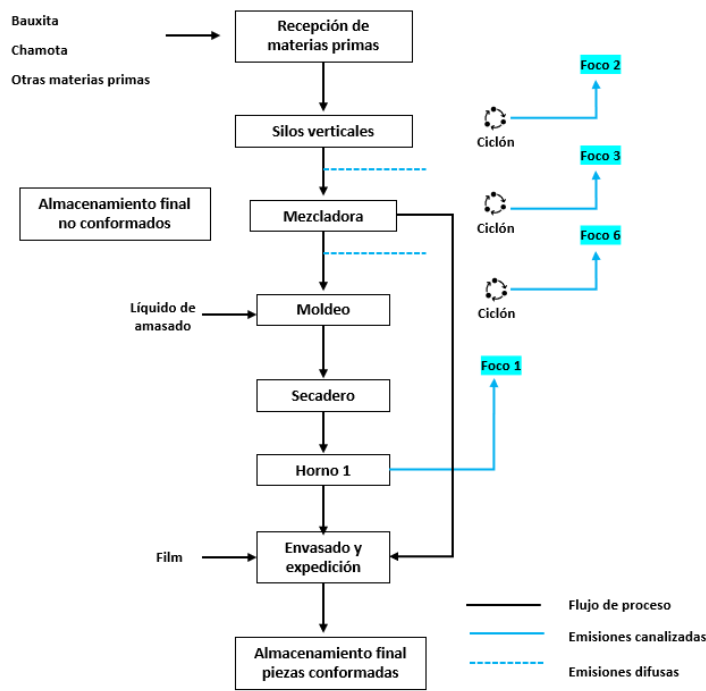 Bauxita
Chamota
Otras materias primas
Recepción de
materias primas
Foco 2
Silos verticales
Ciclón
Foco 3
Almacenamiento final
no conformados
Mezcladora
Ciclón
Foco 6
Líquido de
amasado
Moldeo
Ciclón
Foco 1
Secadero
Horno 1
Film
Envasado y
expedición
Flujo de proceso
Emisiones canalizadas
Emisiones difusas
Almacenamiento final
piezas conformadas